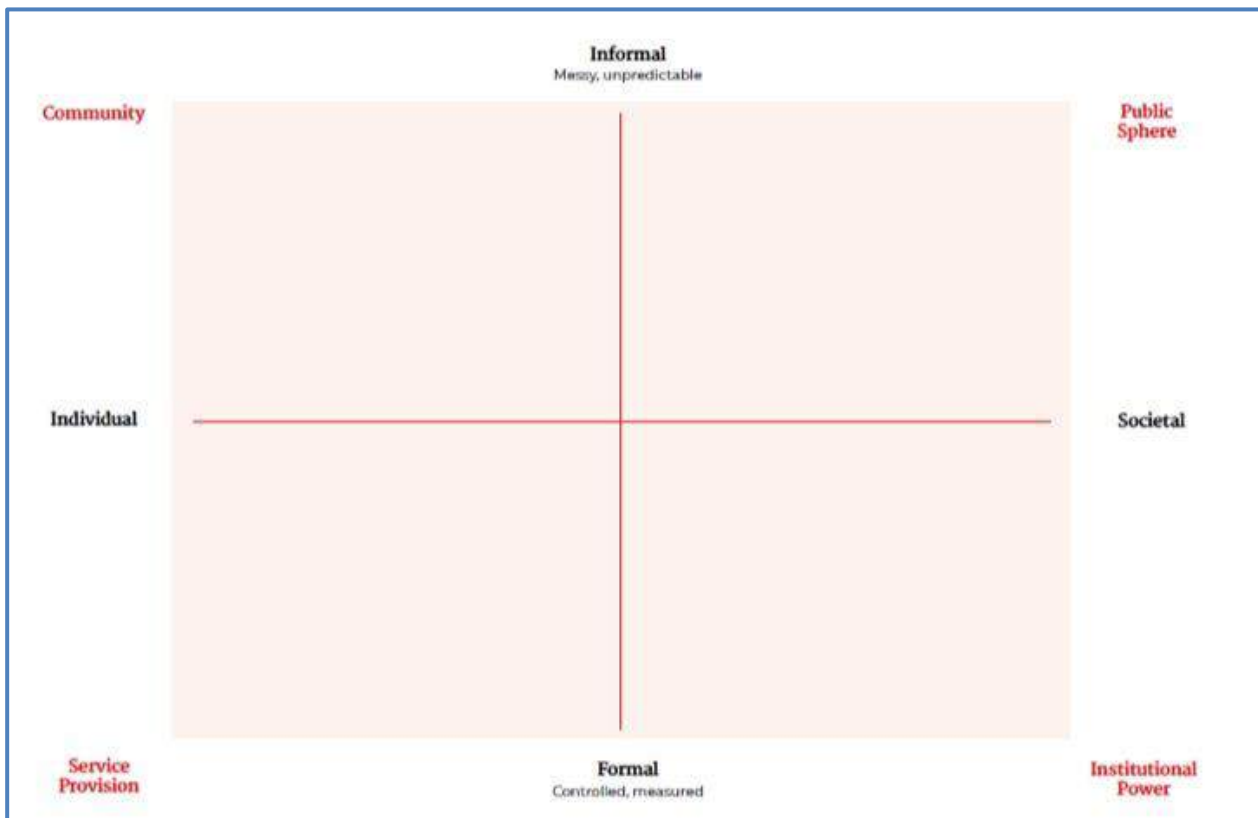 Informal
Messy, unpredictable
Community
Public
Sphere
Individual
Societal
Service
Provision
Formal
Controlled, measured
Institutional
Power